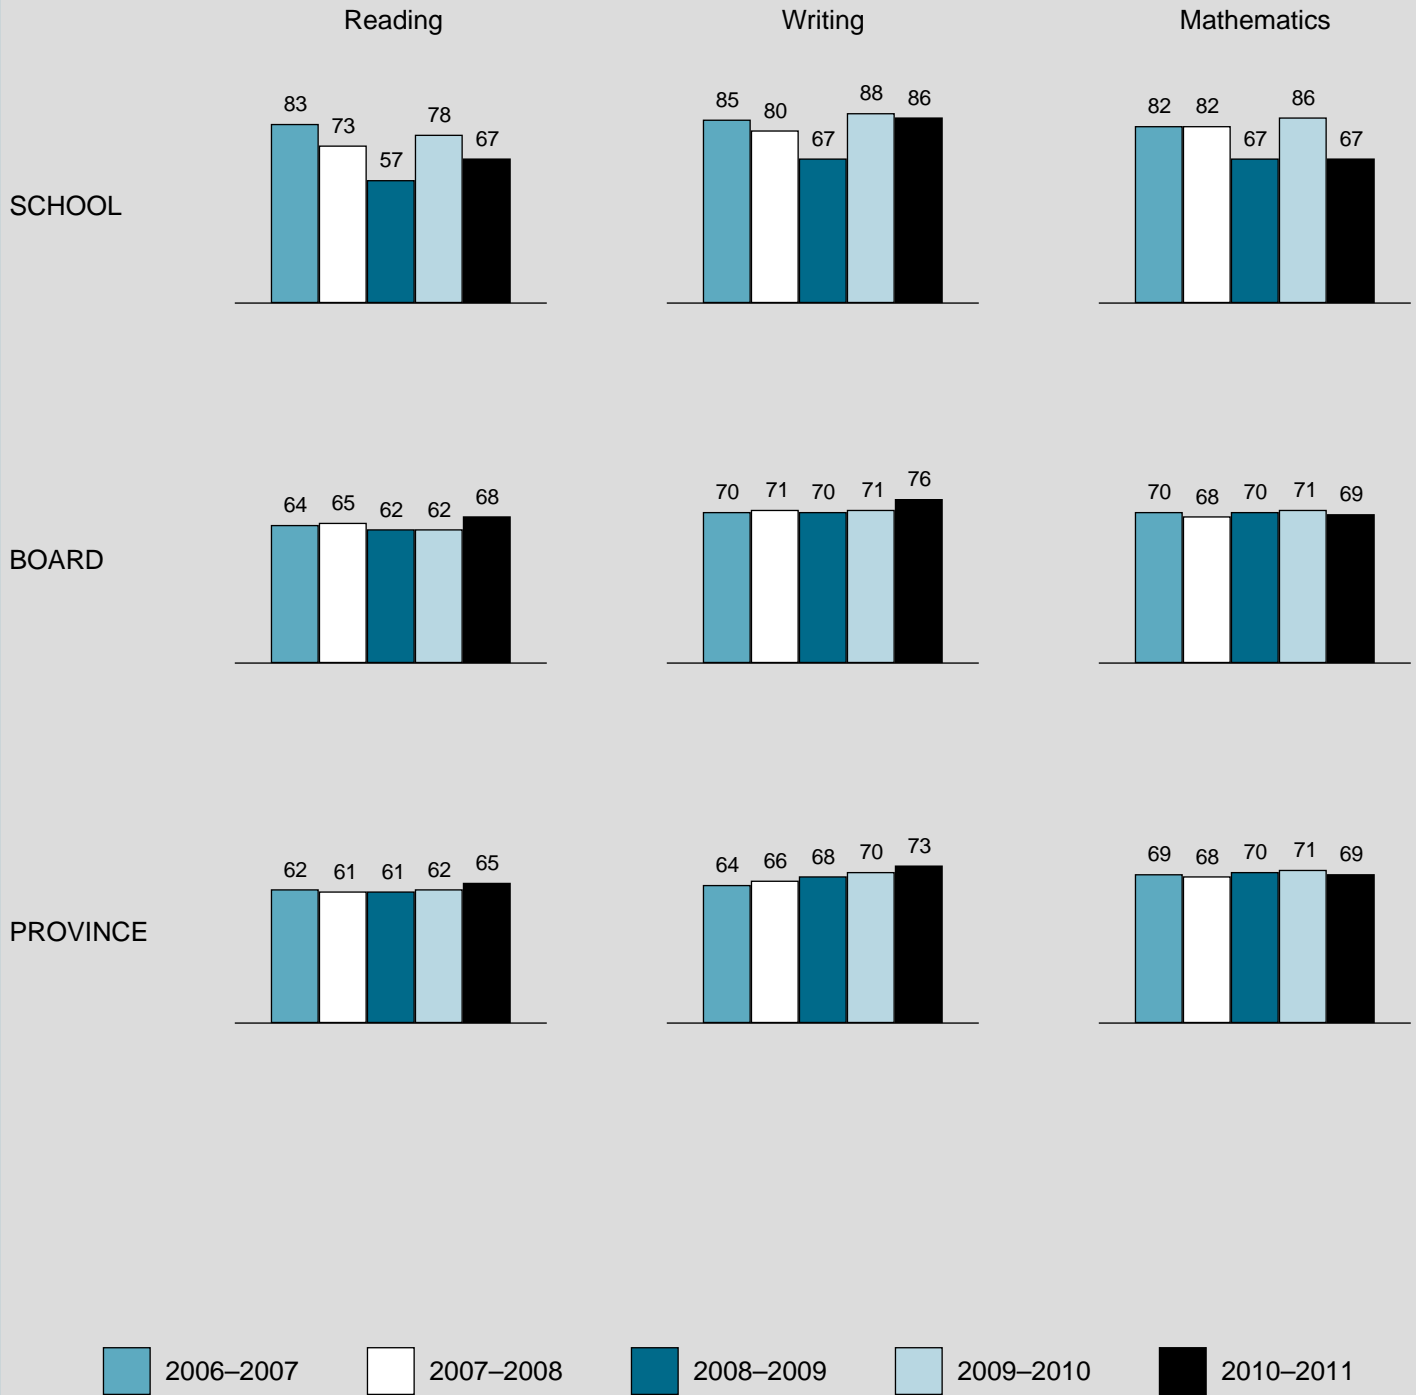 Reading Writing Mathematics
SCHOOL
83 73 57 78 67
85 80 67 88 86
82 82 67 86 67
BOARD
64 65 62 62 68
70 71 70 71 76
70 68 70 71 69
PROVINCE
62 61 61 62 65
64 66 68 70 73
69 68 70 71 69
2006–2007 2007–2008 2008–2009 2009–2010 2010–2011